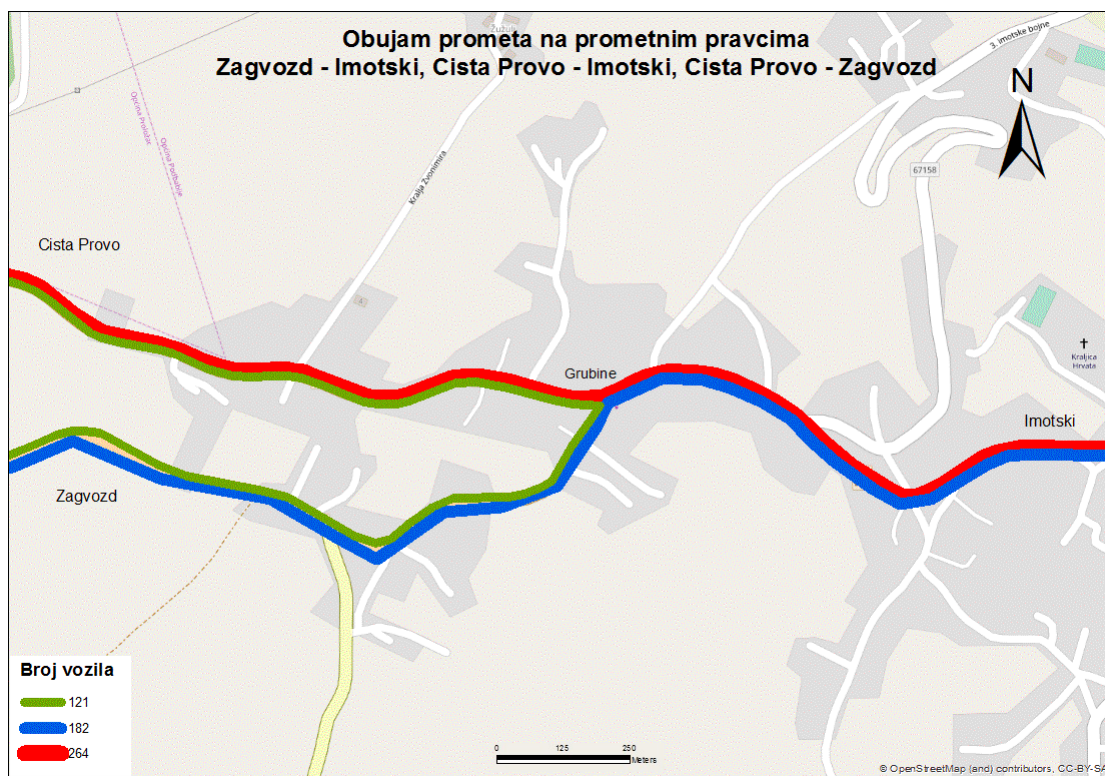 Obujam prometa na prometnim pravcima
Zagvozd - Imotski, Cista Provo - Imotski, Cista Provo - Zagvozd
3. imotske bojne
N
Općina Proložac
Općina Podbablje
Kralja Zvonimira
67158
Cista Provo
Kraljica
Hrvata
Grubine
Imotski
Zagvozd
Broj vozila
121
182
264
0 125 250
Meters
© OpenStreetMap (and) contributors, CC-BY-SA